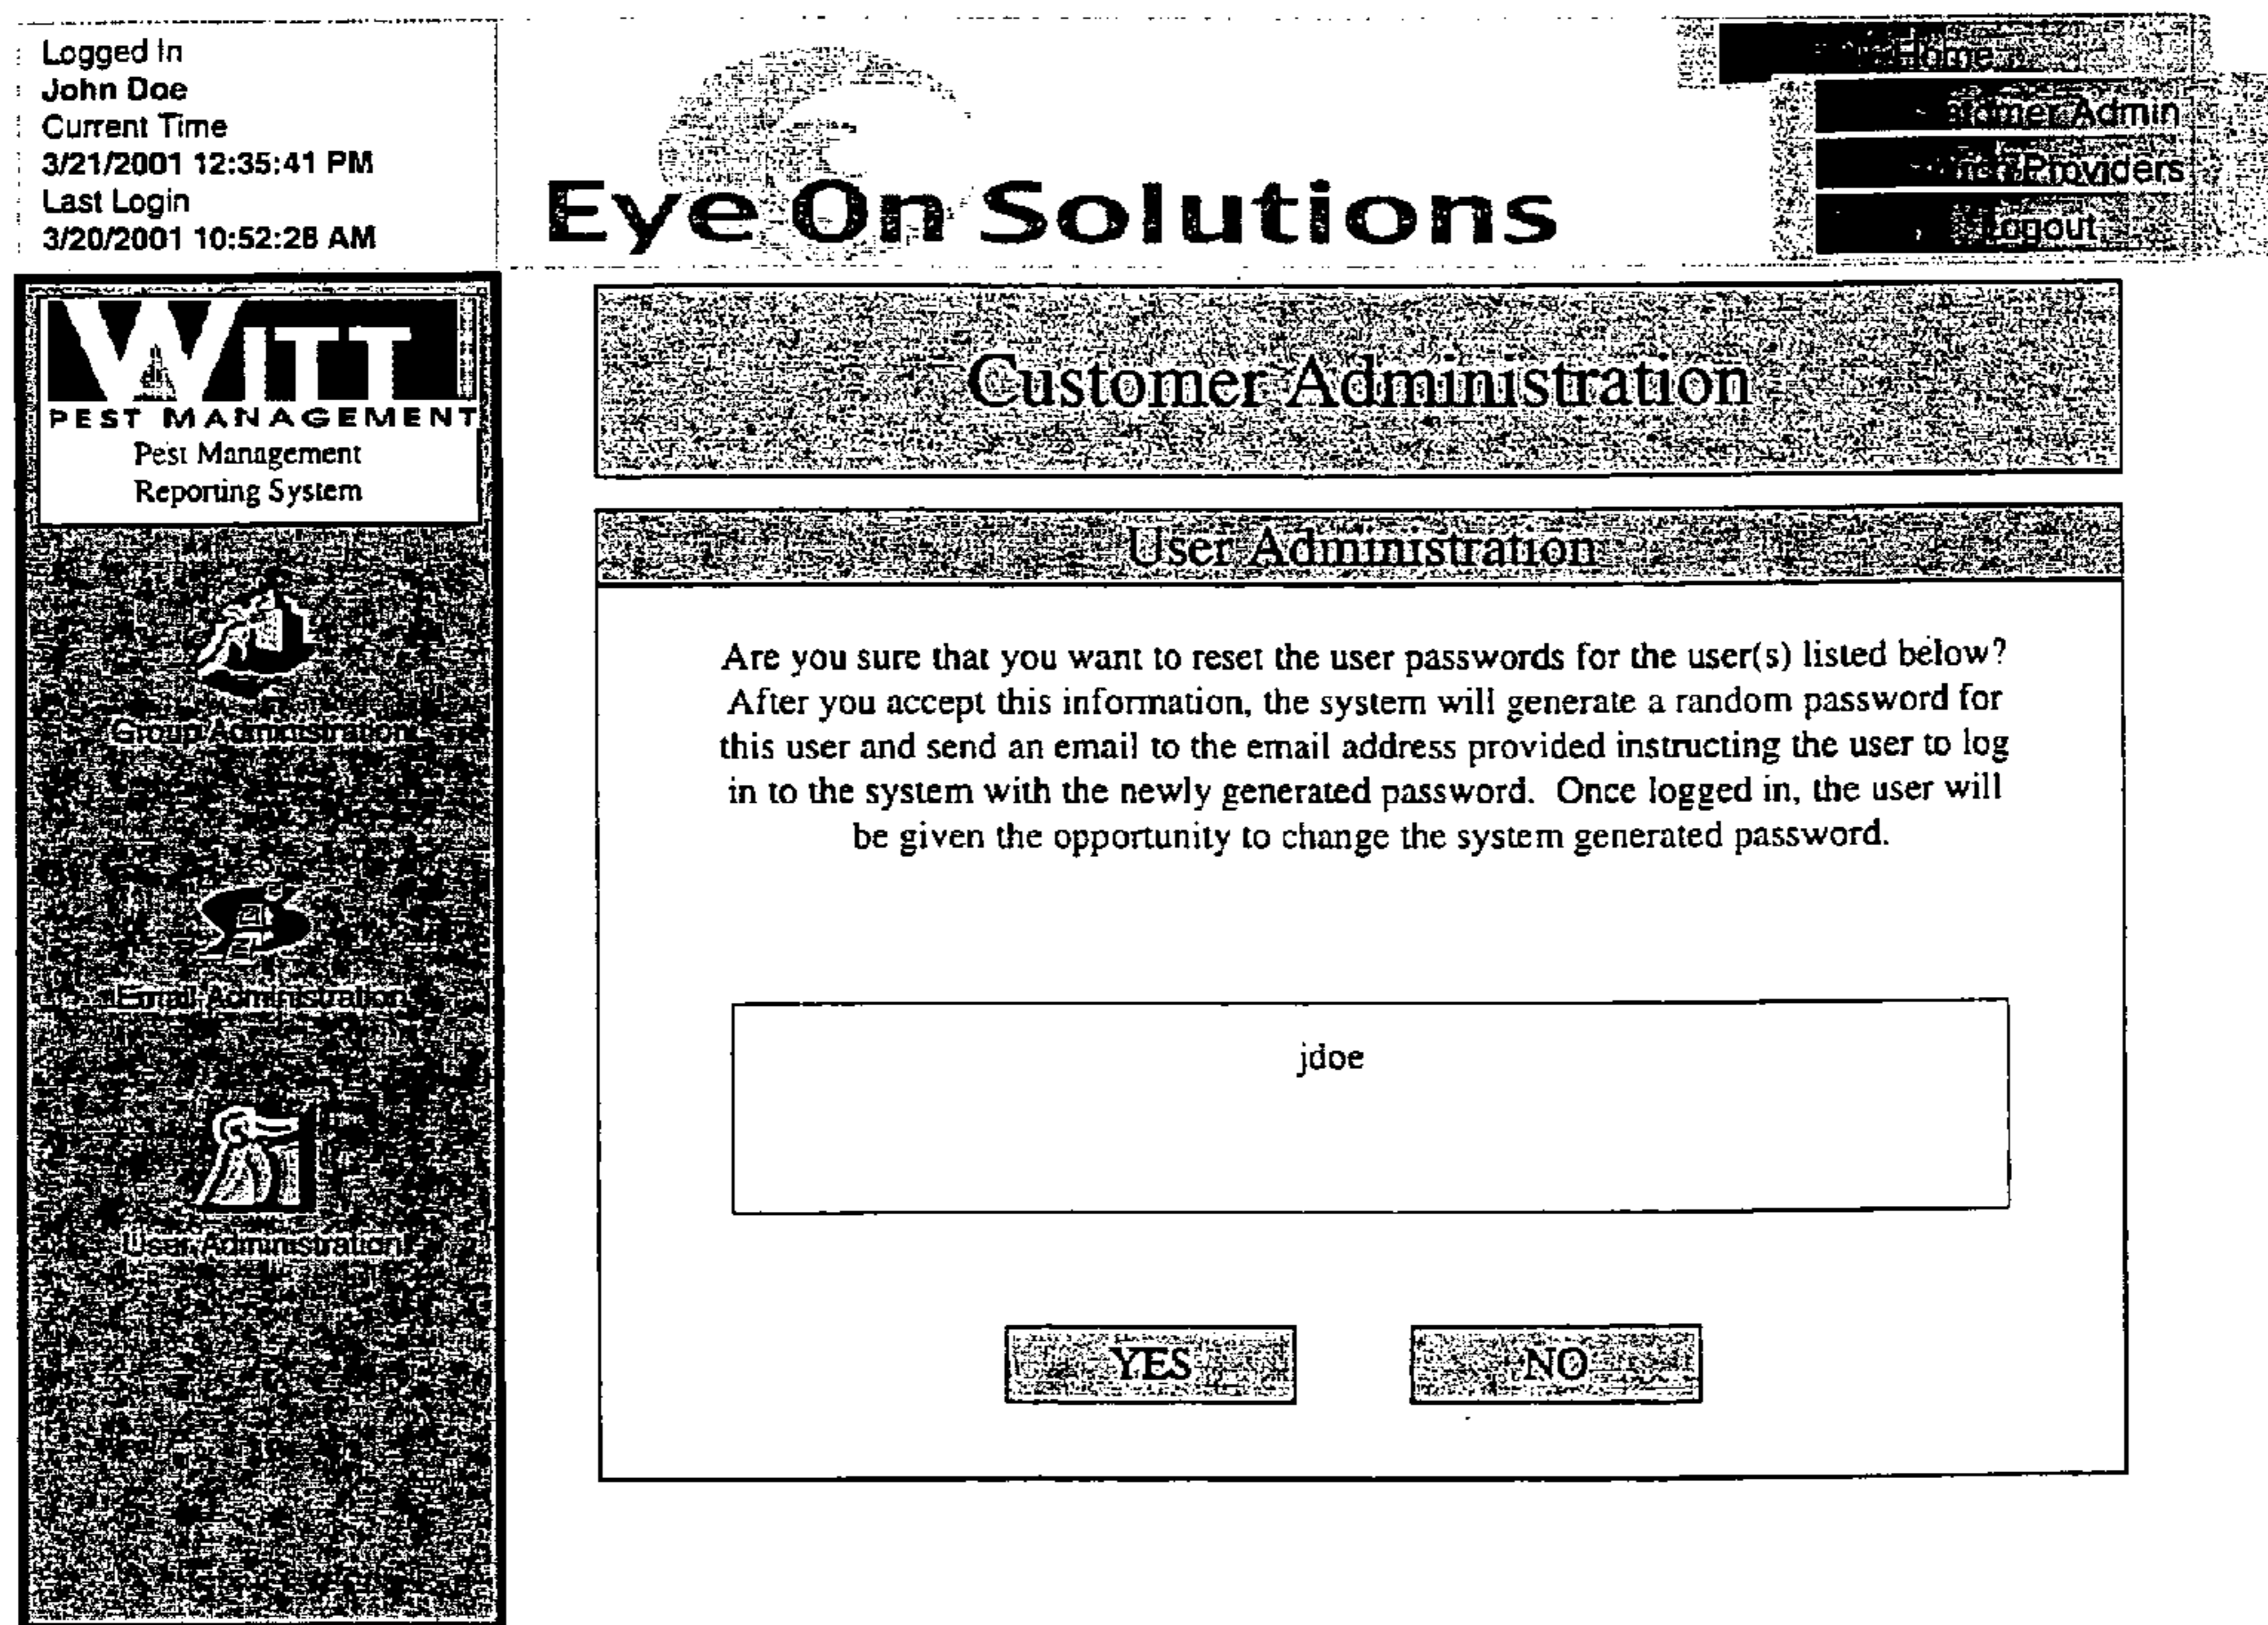 Logged In
John Doe
Current Time
3/21/2001 12:35:41 PM
Last Login
3/20/2001 10:52:28 AM
Eye On Solutions
Home
Admin
Providers
Logout
WITT
PEST MANAGEMENT
Pest Management
Reporting System
Group Administration
Email Administration
User Administration
Customer Administration
User Administration
Are you sure that you want to reset the user passwords for the user(s) listed below?
After you accept this information, the system will generate a random password for
this user and send an email to the email address provided instructing the user to log
in to the system with the newly generated password. Once logged in, the user will
be given the opportunity to change the system generated password.
jdoe
YES
NO